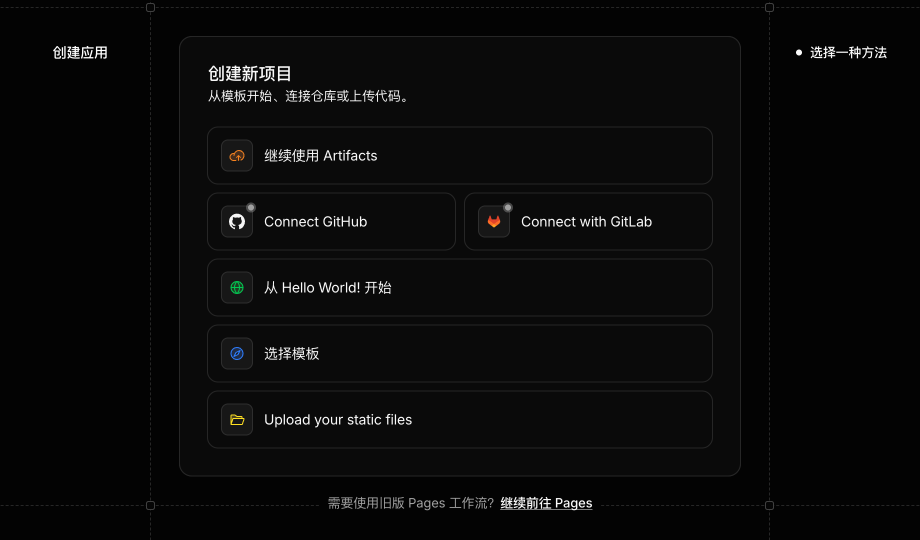 创建应用
选择一种方法
创建新项目
从模板开始、连接仓库或上传代码。
继续使用 Artifacts
Connect GitHub
Connect with GitLab
从 Hello World! 开始
选择模板
Upload your static files
需要使用旧版 Pages 工作流? 继续前往 Pages